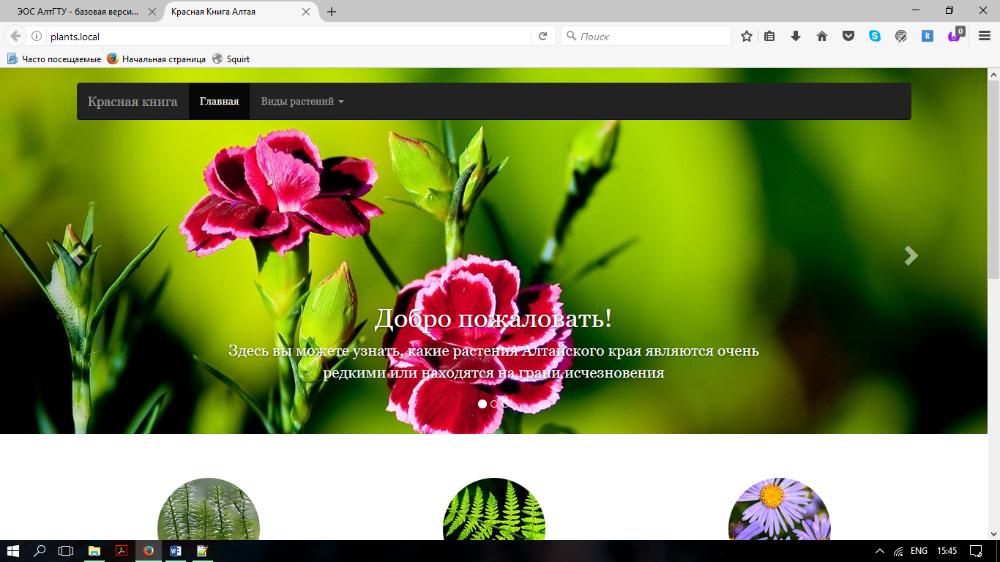 ЭОС АлтГТУ - базовая верси...
Красная Книга Алтая
plants.local
Поиск
it
0
Часто посещаемые
Начальная страница
Squirt
Красная книга
Главная
Виды растений
Добро пожаловать!
Здесь вы можете узнать, какие растения Алтайского края являются очень
редкими или находятся на грани исчезновения
ENG
15:45